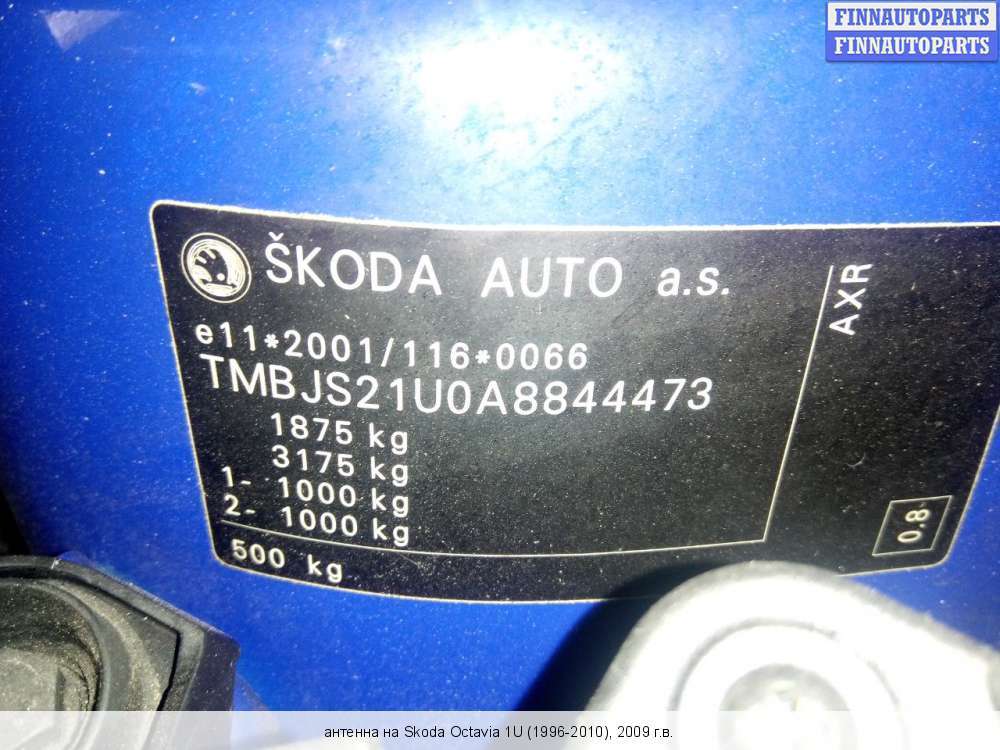 FINNAUTOPARTS
FINNAUTOPARTS
ŠKODA AUTO a.s.
e11*2001/116*0066
TMBJS21U0A8844473
1875 kg
3175 kg
1- 1000 kg
2- 1000 kg
500 kg
AXR
0.8
антенна на Skoda Octavia 1U (1996-2010), 2009 г.в.